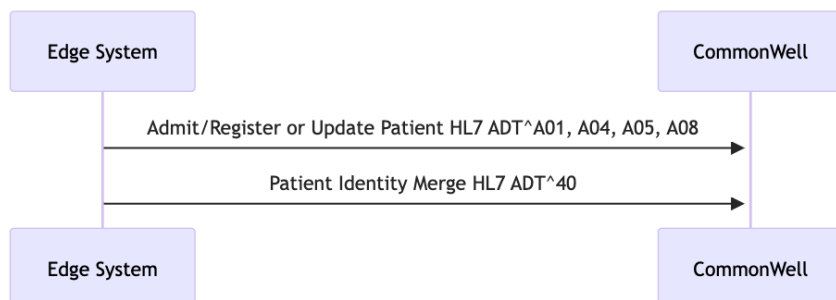 Edge System
CommonWell
Admit/Register or Update Patient HL7 ADT^A01, A04, A05, A08
Patient Identity Merge HL7 ADT^40
Edge System
CommonWell